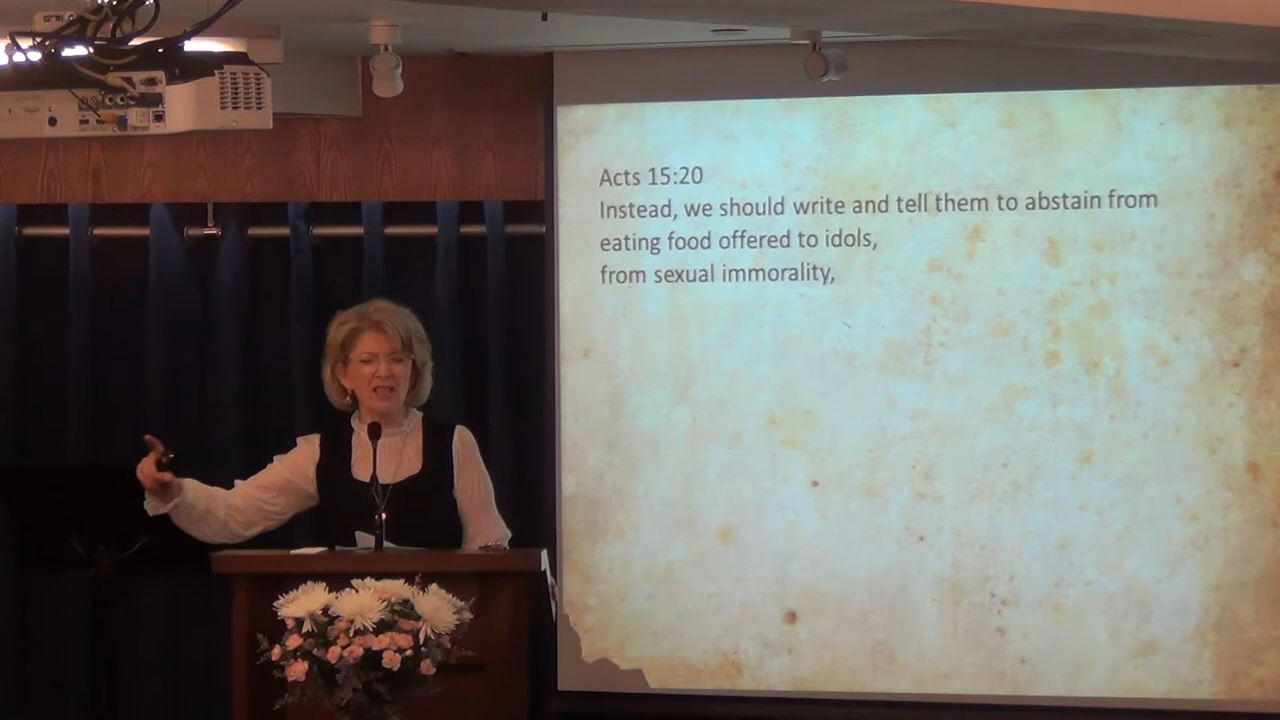 Acts 15:20
Instead, we should write and tell them to abstain from
eating food offered to idols,
from sexual immorality,